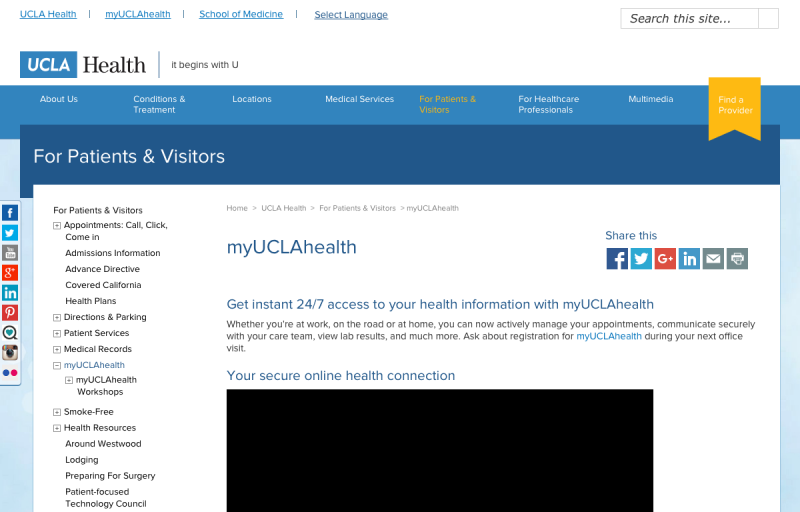 UCLA Health | myUCLAhealth | School of Medicine | Select Language
Search this site...
UCLA Health it begins with U
About Us
Conditions &
Treatment
Locations
Medical Services
For Patients &
Visitors
For Healthcare
Professionals
Multimedia
Find a
Provider
For Patients & Visitors
For Patients & Visitors
Appointments: Call, Click,
Come in
Admissions Information
Advance Directive
Covered California
Health Plans
Directions & Parking
Patient Services
Medical Records
myUCLAhealth
myUCLAhealth
Workshops
Smoke-Free
Health Resources
Around Westwood
Lodging
Preparing For Surgery
Patient-focused
Technology Council
Home > UCLA Health > For Patients & Visitors > myUCLAhealth
myUCLAhealth
Share this
Get instant 24/7 access to your health information with myUCLAhealth
Whether you're at work, on the road or at home, you can now actively manage your appointments, communicate securely
with your care team, view lab results, and much more. Ask about registration for myUCLAhealth during your next office
visit.
Your secure online health connection